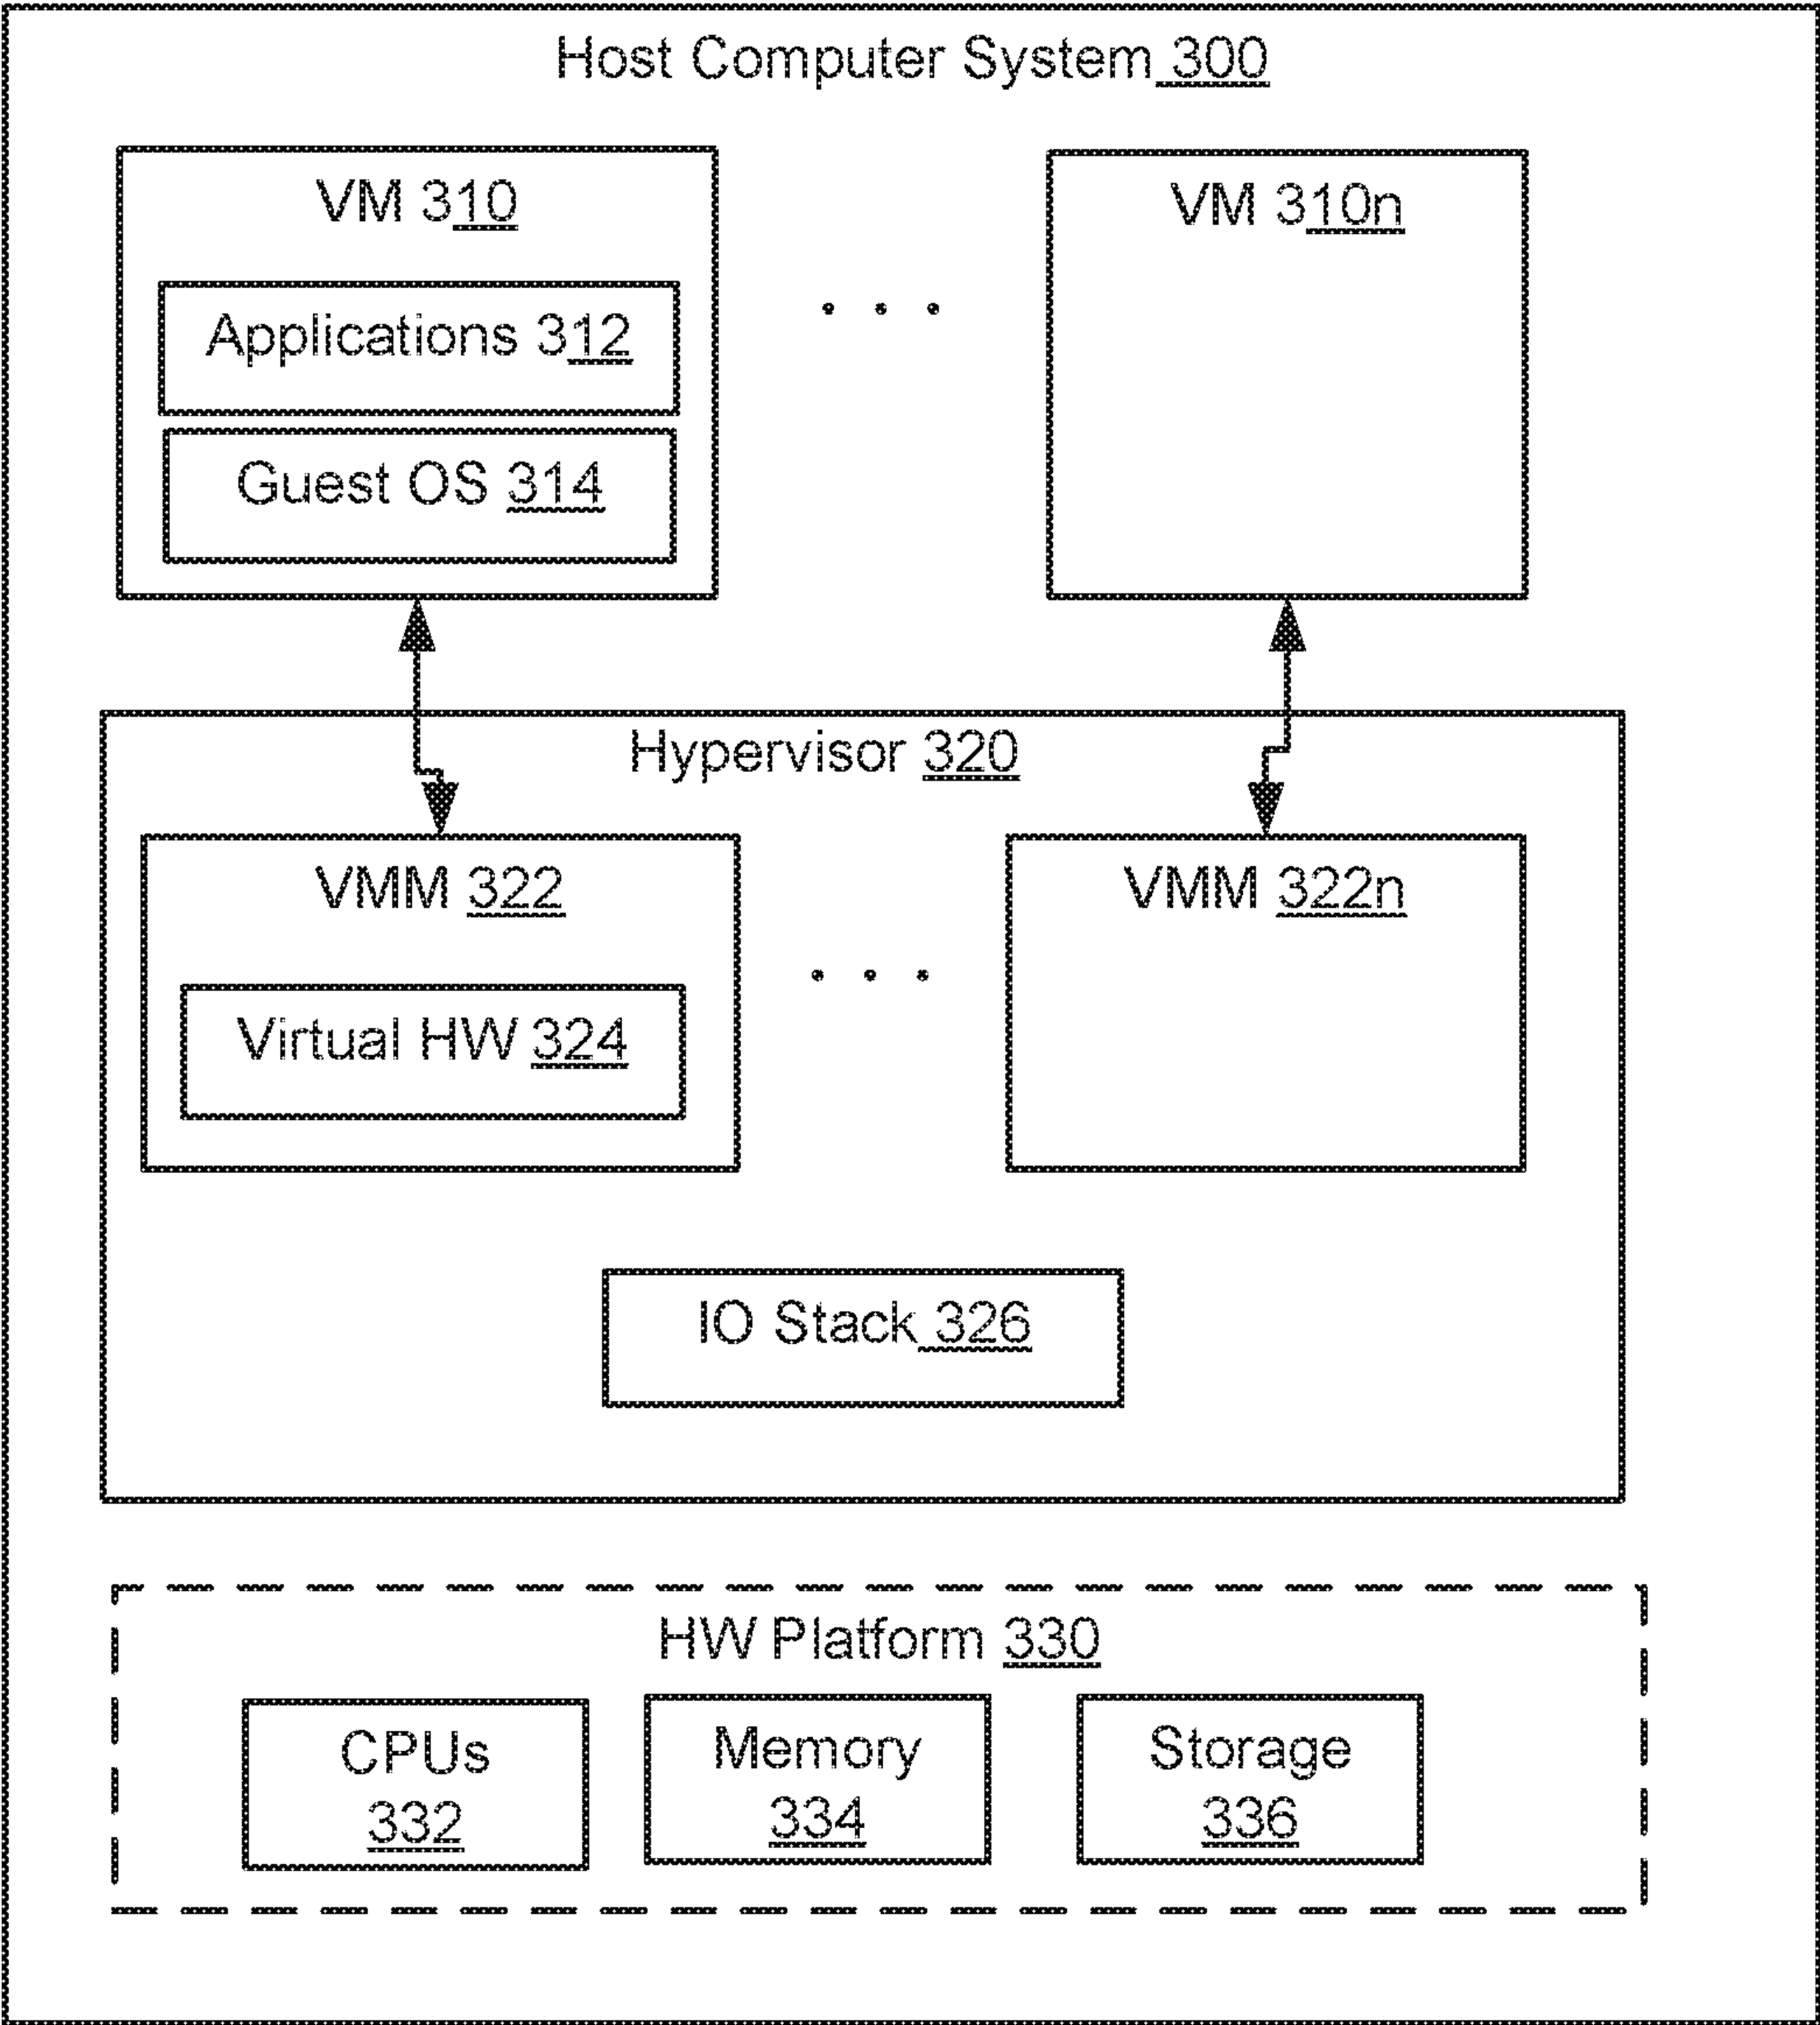 Host Computer System 300
VM 310
VM 310n
Applications 312
Guest OS 314
Hypervisor 320
VMM 322
VMM 322n
Virtual HW 324
IO Stack 326
HW Platform 330
CPUs
332
Memory
334
Storage
336